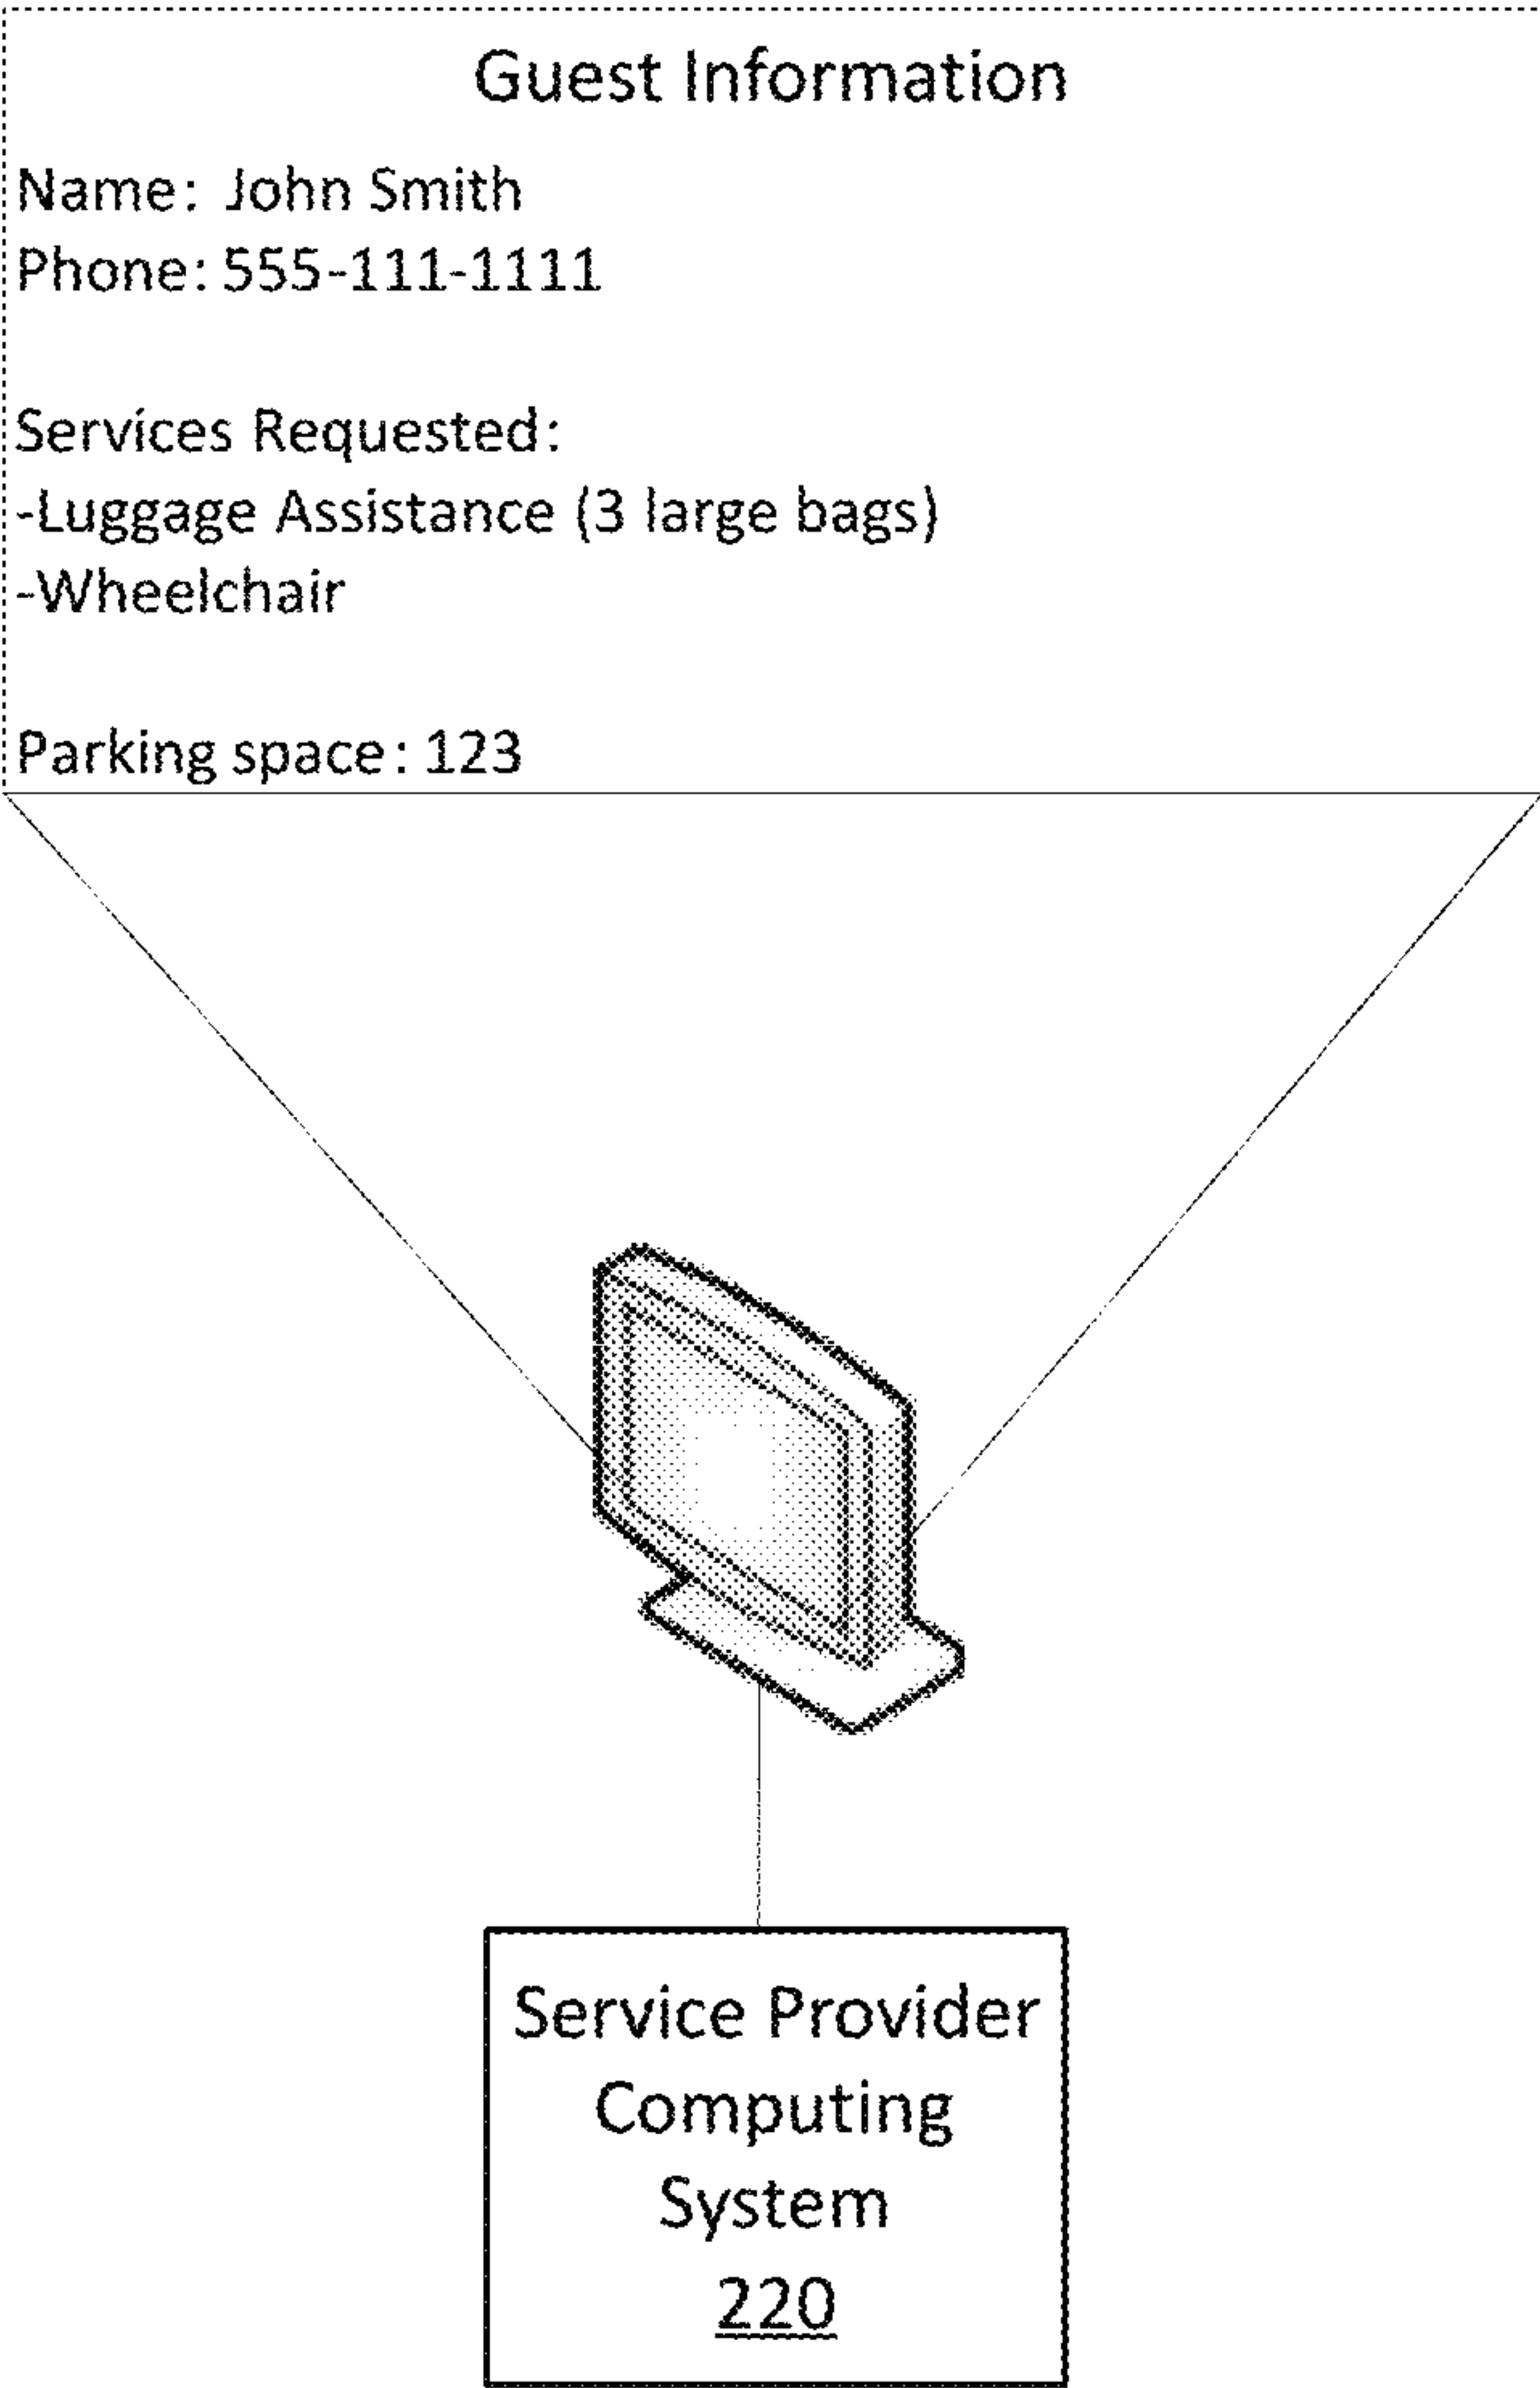 Guest Information
Name: John Smith
Phone: 555-111-1111
Services Requested:
-Luggage Assistance (3 large bags)
-Wheelchair
Parking space: 123
Service Provider
Computing
System
220